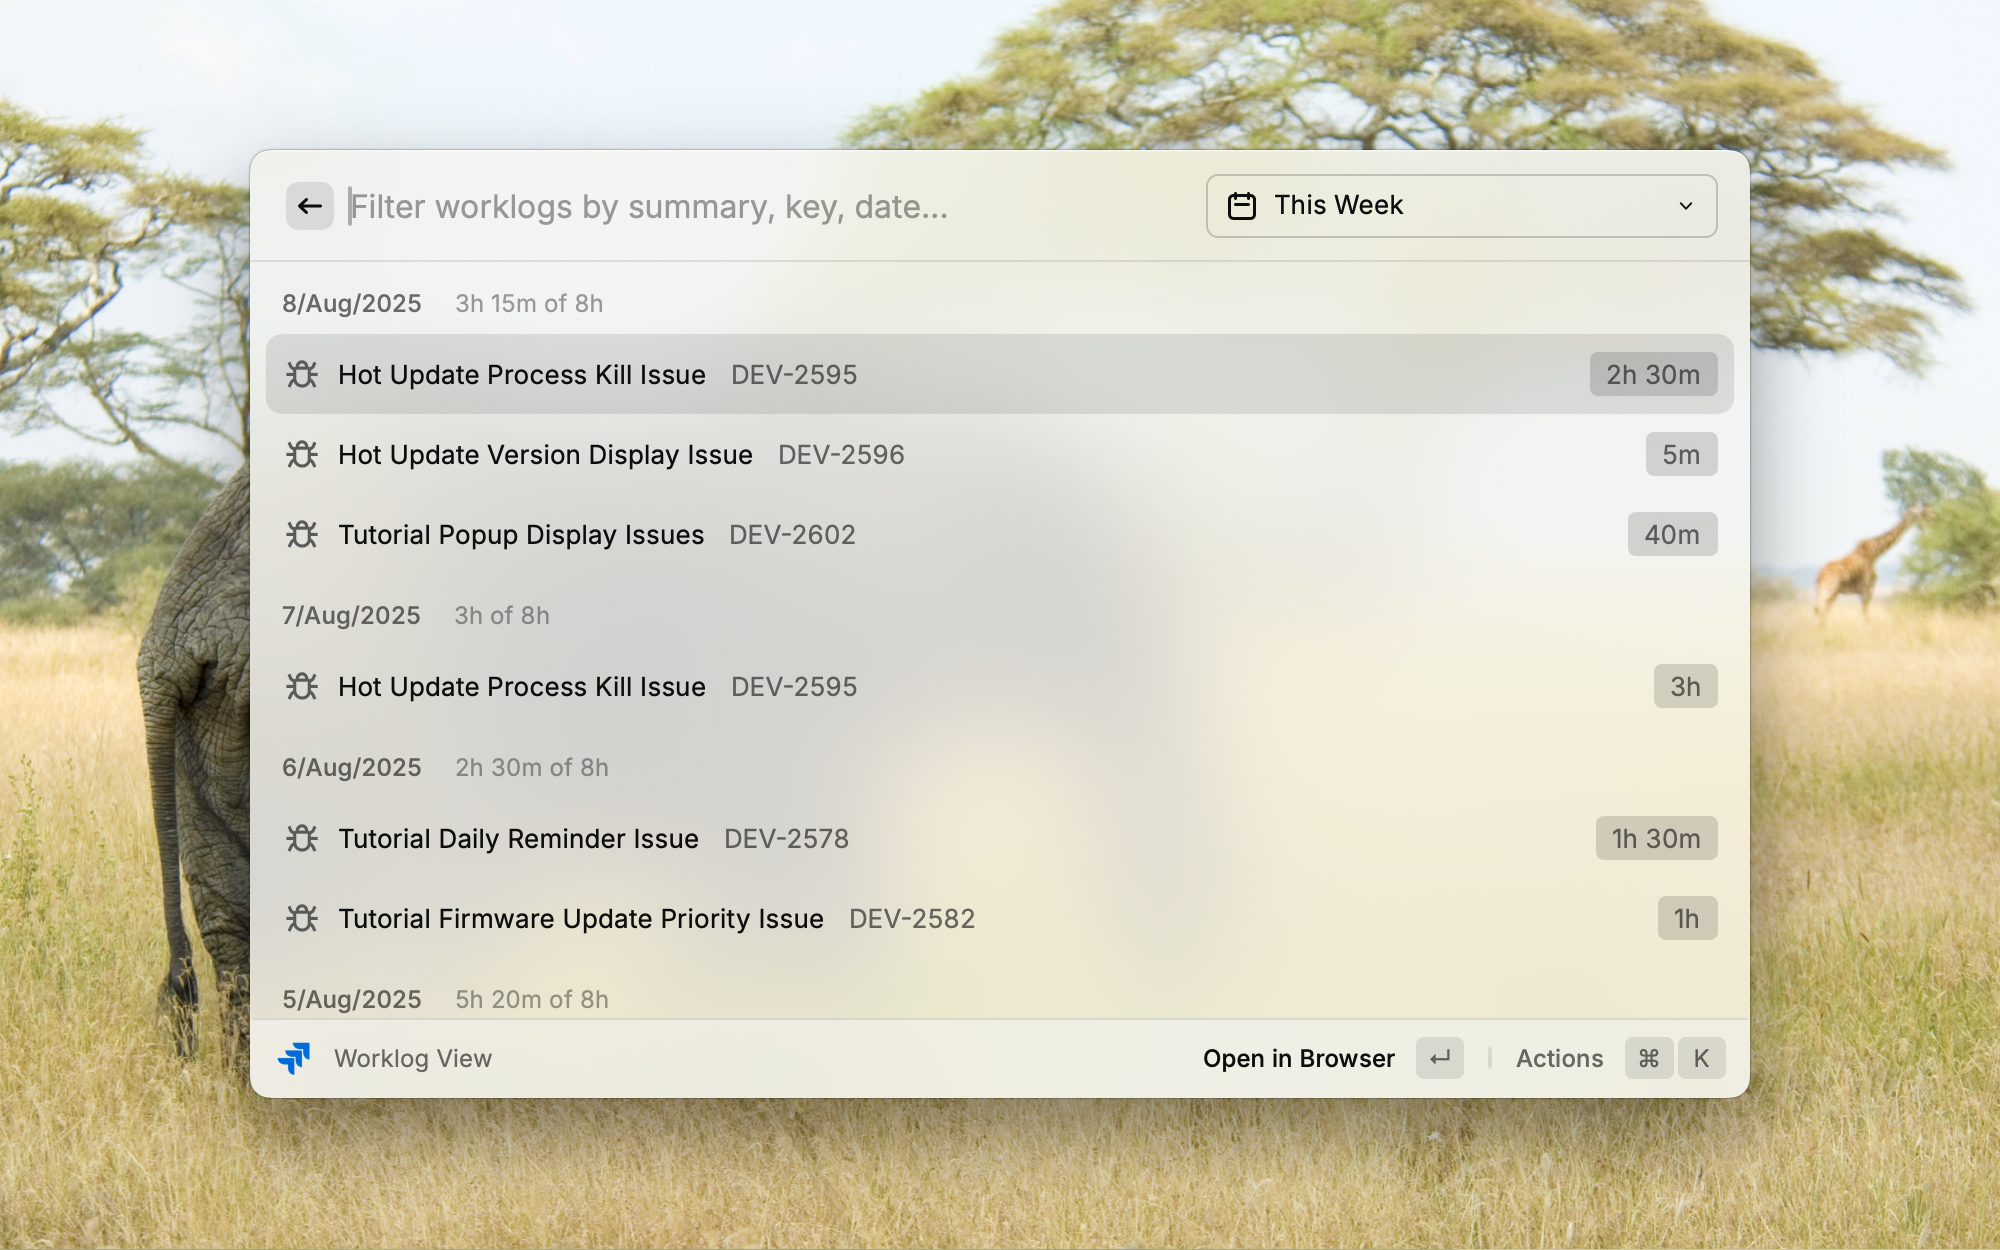 Filter worklogs by summary, key, date...
This Week
8/Aug/2025 3h 15m of 8h
Hot Update Process Kill Issue DEV-2595 2h 30m
Hot Update Version Display Issue DEV-2596 5m
Tutorial Popup Display Issues DEV-2602 40m
7/Aug/2025 3h of 8h
Hot Update Process Kill Issue DEV-2595 3h
6/Aug/2025 2h 30m of 8h
Tutorial Daily Reminder Issue DEV-2578 1h 30m
Tutorial Firmware Update Priority Issue DEV-2582 1h
5/Aug/2025 5h 20m of 8h
Worklog View Open in Browser ↵ Actions ⌘ K